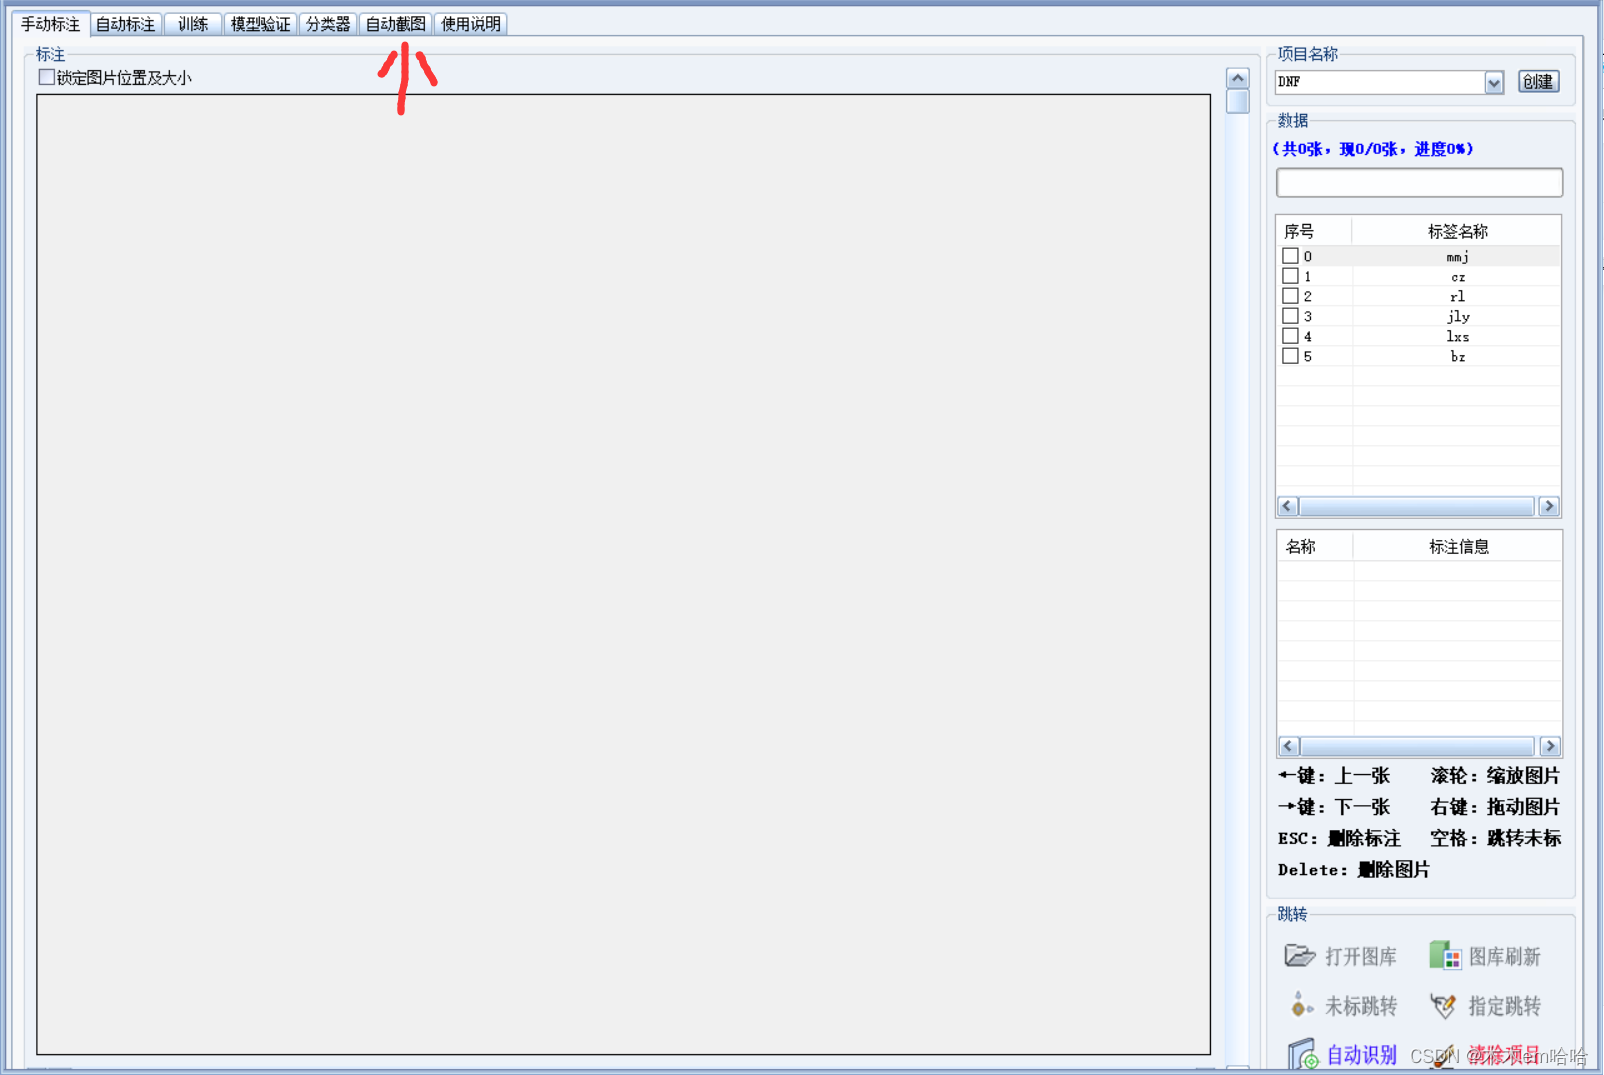 手动标注 自动标注 训练 模型验证 分类器 自动截图 使用说明
标注
锁定图片位置及大小
项目名称
DNF 创建
数据
(共0张，现0/0张，进度0%)
序号 标签名称
0 mmj
1 cz
2 rl
3 jly
4 lxs
5 bz
名称 标注信息
←键：上一张 滚轮：缩放图片
→键：下一张 右键：拖动图片
ESC：删除标注 空格：跳转未标
Delete：删除图片
跳转
打开图库 图库刷新
未标跳转 指定跳转
自动识别 清除项目
CSDN